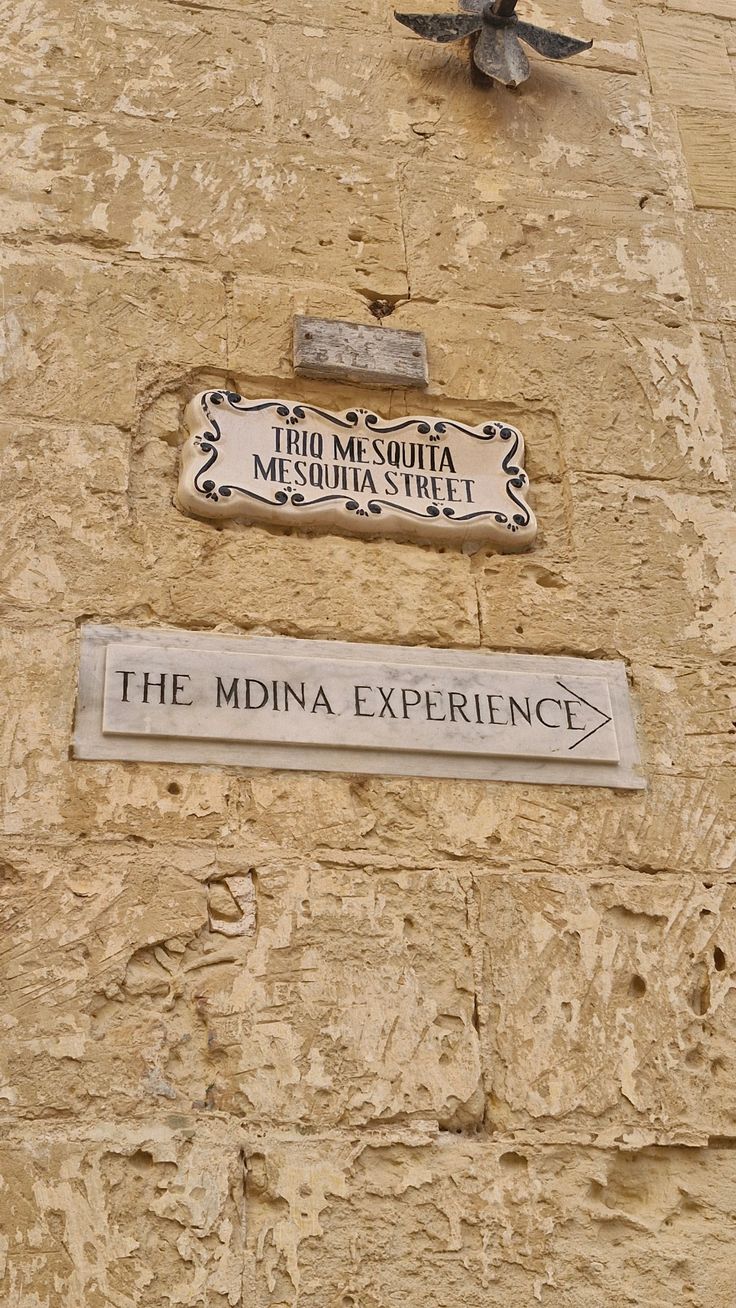 TRIQ MESQUITA
MESQUITA STREET
THE MDINA EXPERIENCE